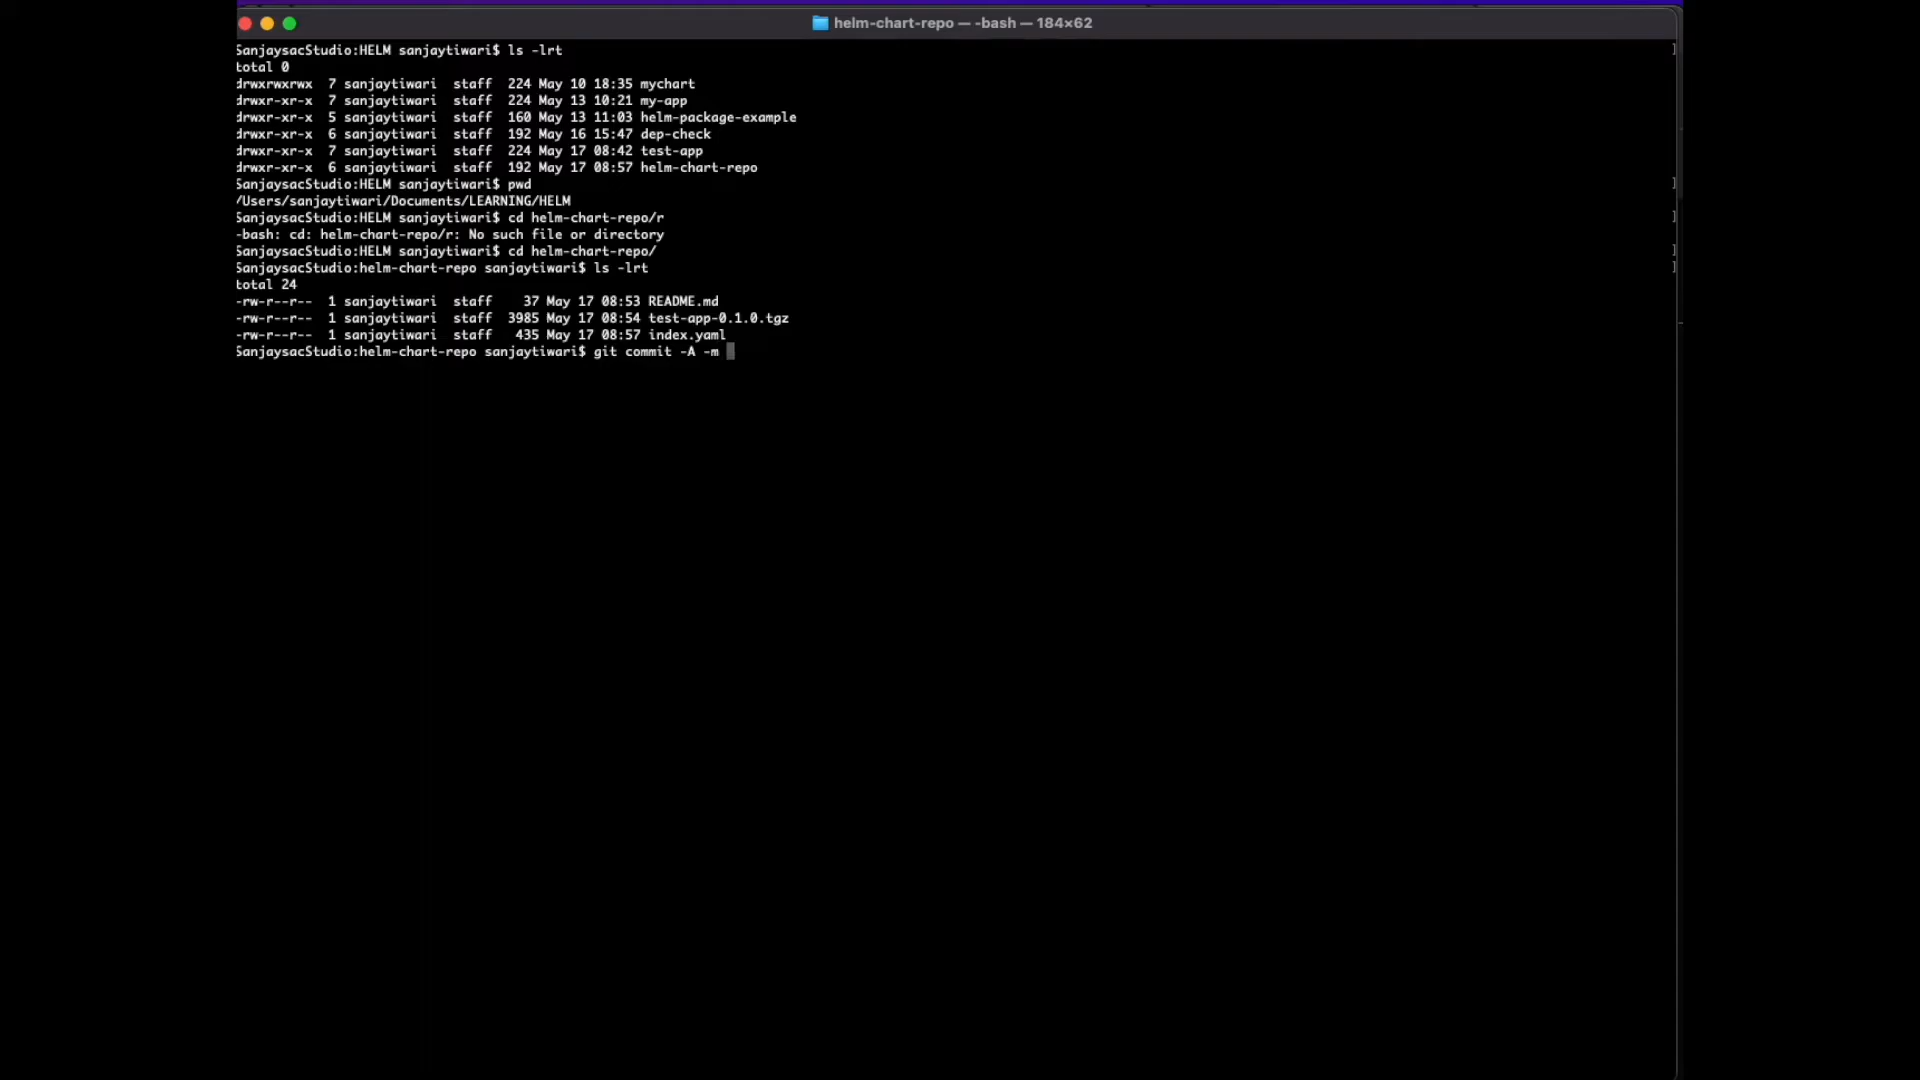 helm-chart-repo — -bash — 184×62
SanjaysacStudio:HELM sanjaytiwari$ ls -lrt
total 0
drwxrwxrwx  7 sanjaytiwari  staff  224 May 10 18:35 mychart
drwxr-xr-x  7 sanjaytiwari  staff  224 May 13 10:21 my-app
drwxr-xr-x  5 sanjaytiwari  staff  160 May 13 11:03 helm-package-example
drwxr-xr-x  6 sanjaytiwari  staff  192 May 16 15:47 dep-check
drwxr-xr-x  7 sanjaytiwari  staff  224 May 17 08:42 test-app
drwxr-xr-x  6 sanjaytiwari  staff  192 May 17 08:57 helm-chart-repo
SanjaysacStudio:HELM sanjaytiwari$ pwd
/Users/sanjaytiwari/Documents/LEARNING/HELM
SanjaysacStudio:HELM sanjaytiwari$ cd helm-chart-repo/r
-bash: cd: helm-chart-repo/r: No such file or directory
SanjaysacStudio:HELM sanjaytiwari$ cd helm-chart-repo/
SanjaysacStudio:helm-chart-repo sanjaytiwari$ ls -lrt
total 24
-rw-r--r--  1 sanjaytiwari  staff    37 May 17 08:53 README.md
-rw-r--r--  1 sanjaytiwari  staff  3985 May 17 08:54 test-app-0.1.0.tgz
-rw-r--r--  1 sanjaytiwari  staff   435 May 17 08:57 index.yaml
SanjaysacStudio:helm-chart-repo sanjaytiwari$ git commit -A -m